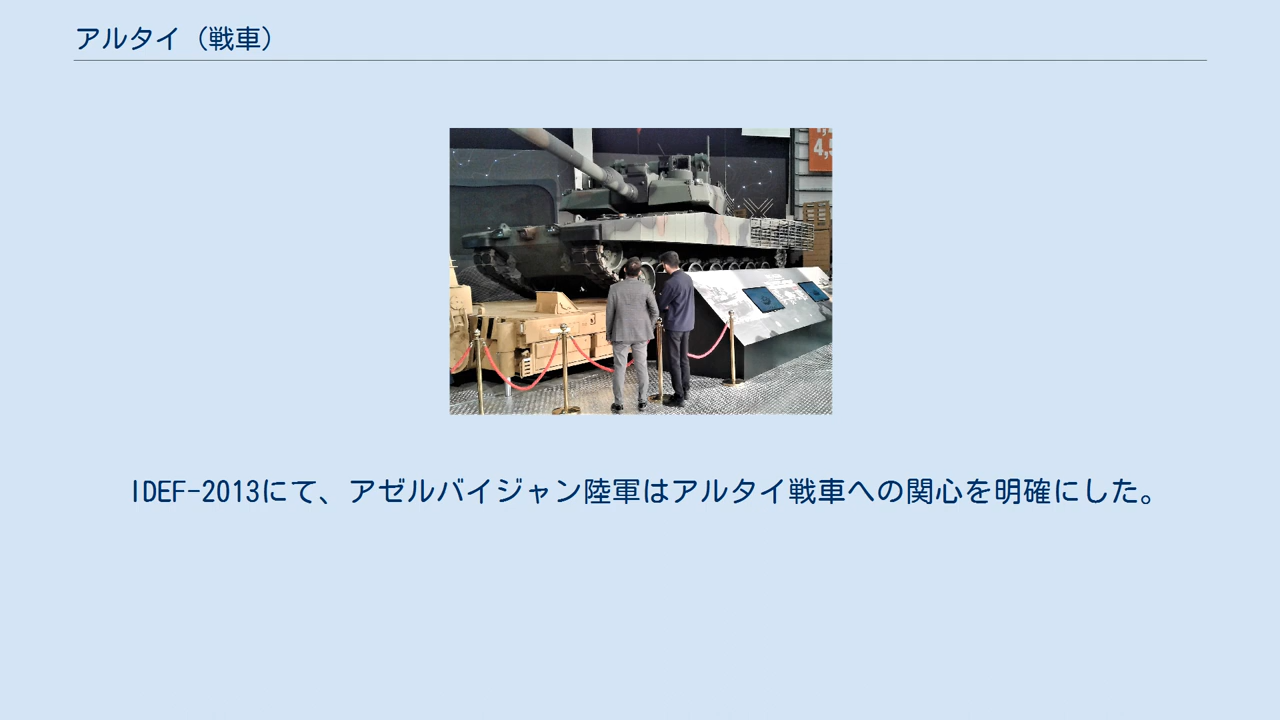 アルタイ（戦車）
IDEF-2013にて、アゼルバイジャン陸軍はアルタイ戦車への関心を明確にした。